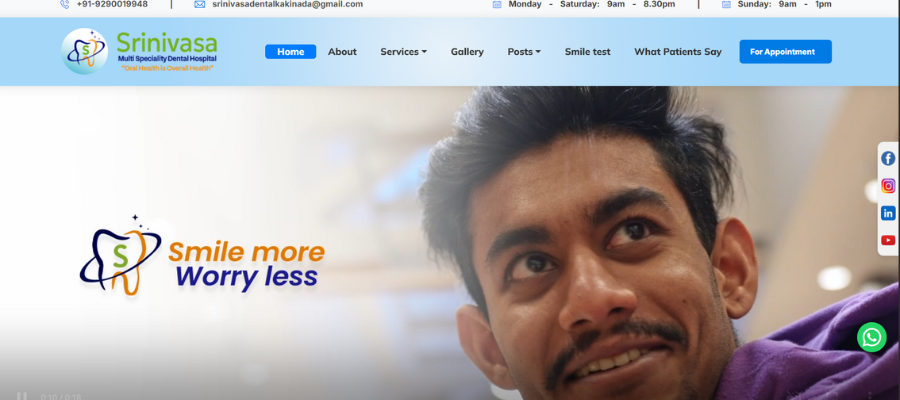 +91-9290019948 | srinivasadentalkakinada@gmail.com Monday - Saturday: 9am - 8.30pm | Sunday: 9am - 1pm
Srinivasa
Multi Speciality Dental Hospital
"Oral Health is Overall Health"
Home About Services Gallery Posts Smile test What Patients Say For Appointment
S
Smile more
Worry less